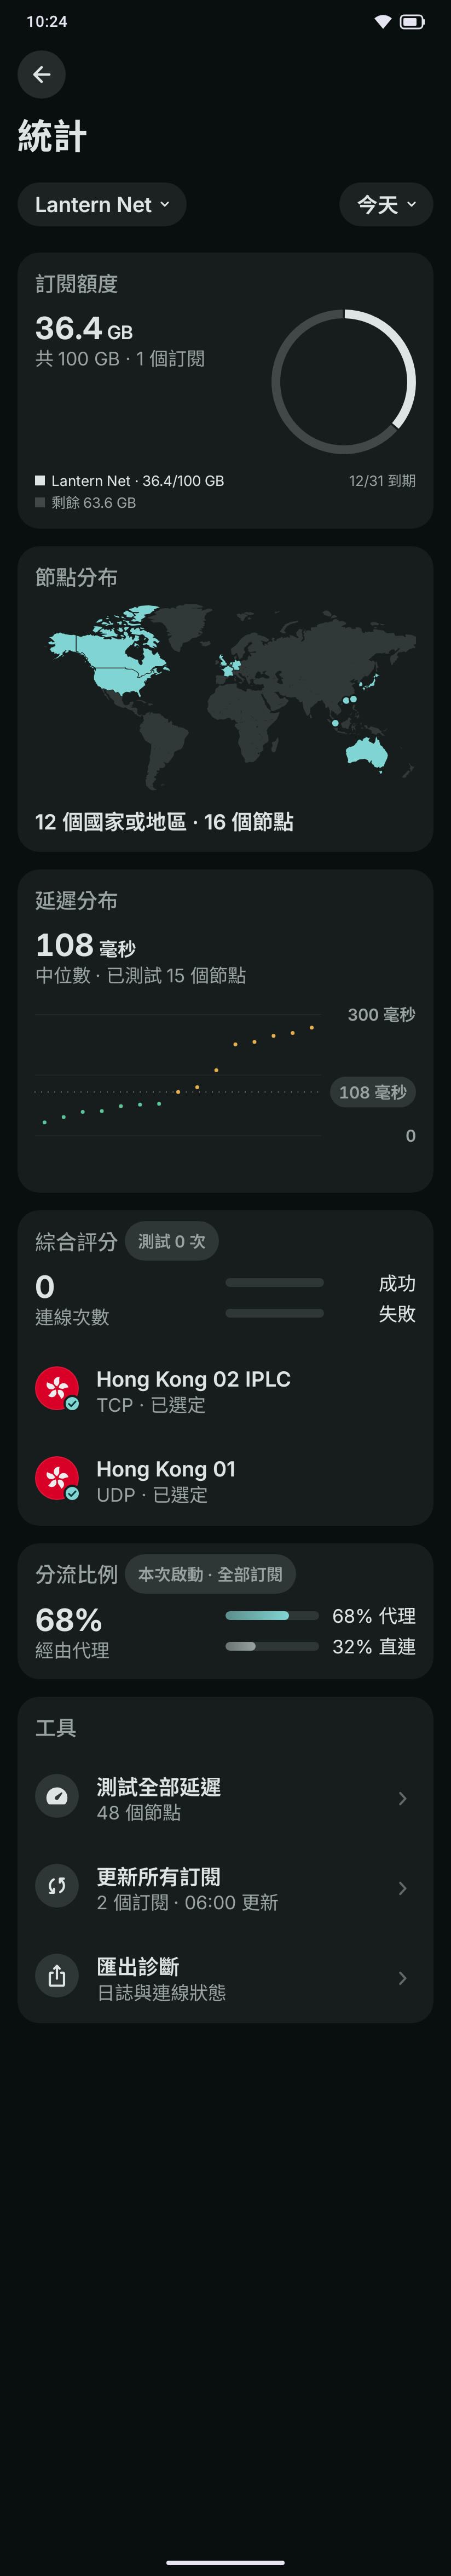 10:24
統計
Lantern Net
今天
訂閱額度
36.4 GB
共 100 GB · 1 個訂閱
Lantern Net · 36.4/100 GB
12/31 到期
剩餘 63.6 GB
節點分布
12 個國家或地區 · 16 個節點
延遲分布
108 毫秒
中位數 · 已測試 15 個節點
300 毫秒
108 毫秒
0
綜合評分
測試 0 次
0
連線次數
成功
失敗
Hong Kong 02 IPLC
TCP · 已選定
Hong Kong 01
UDP · 已選定
分流比例
本次啟動 · 全部訂閱
68%
經由代理
68% 代理
32% 直連
工具
測試全部延遲
48 個節點
更新所有訂閱
2 個訂閱 · 06:00 更新
匯出診斷
日誌與連線狀態